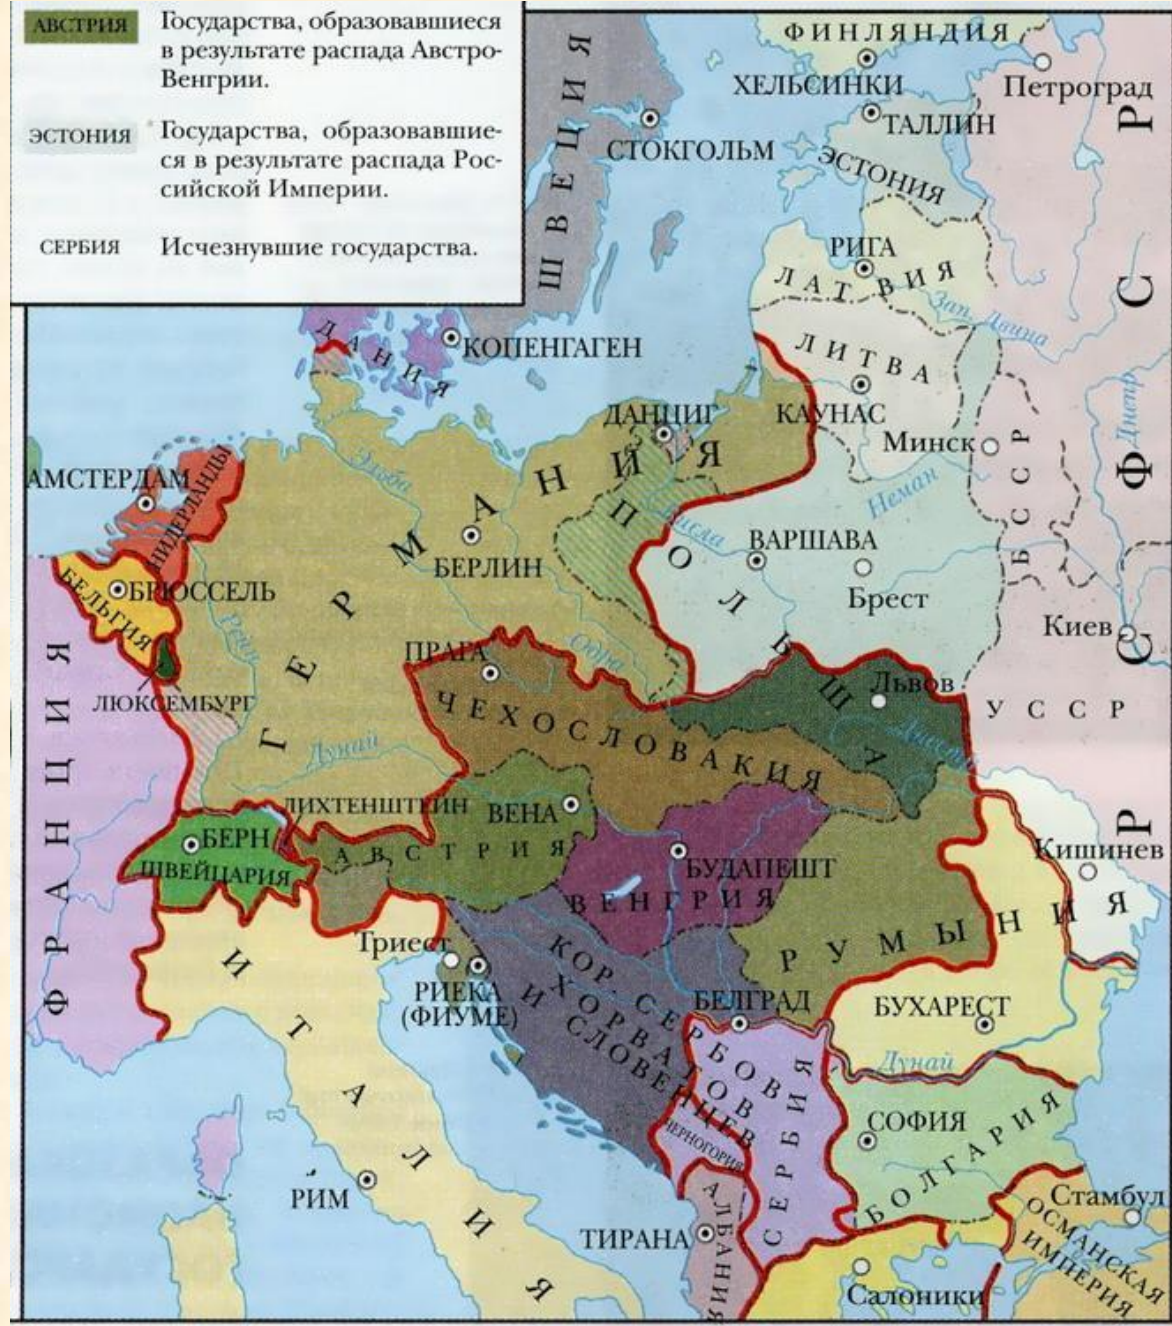 АВСТРИЯ
Государства, образовавшиеся
в результате распада Австро-
Венгрии.
ЭСТОНИЯ
Государства, образовавшие-
ся в результате распада Рос-
сийской Империи.
СЕРБИЯ
Исчезнувшие государства.
ШВЕЦИЯ
ФИНЛЯНДИЯ
ХЕЛЬСИНКИ
Петроград
СТОКГОЛЬМ
ТАЛЛИН
ЭСТОНИЯ
РСФСР
РИГА
ЛАТВИЯ
Зап. Двина
ДАНИЯ
КОПЕНГАГЕН
ЛИТВА
КАУНАС
Днепр
ДАНЦИГ
Минск
БССР
АМСТЕРДАМ
НИДЕРЛАНДЫ
Эльба
ГЕРМАНИЯ
Неман
Висла
ВАРШАВА
БЕРЛИН
ПОЛЬША
Брест
БЕЛЬГИЯ
БРЮССЕЛЬ
Рейн
Киев
ПРАГА
Одра
ЛЮКСЕМБУРГ
Львов
УССР
ФРАНЦИЯ
ЧЕХОСЛОВАКИЯ
Днестр
Дунай
ЛИХТЕНШТЕЙН
ВЕНА
БЕРН
ШВЕЙЦАРИЯ
АВСТРИЯ
БУДАПЕШТ
ВЕНГРИЯ
Кишинев
РУМЫНИЯ
Триест
РИЕКА
(ФИУМЕ)
КОР. СЕРБОВ
ХОРВАТОВ
И СЛОВЕНЦЕВ
БЕЛГРАД
БУХАРЕСТ
Дунай
ИТАЛИЯ
СЕРБИЯ
ЧЕРНОГОРИЯ
СОФИЯ
БОЛГАРИЯ
РИМ
АЛБАНИЯ
ТИРАНА
Стамбул
ОСМАНСКАЯ
ИМПЕРИЯ
Салоники